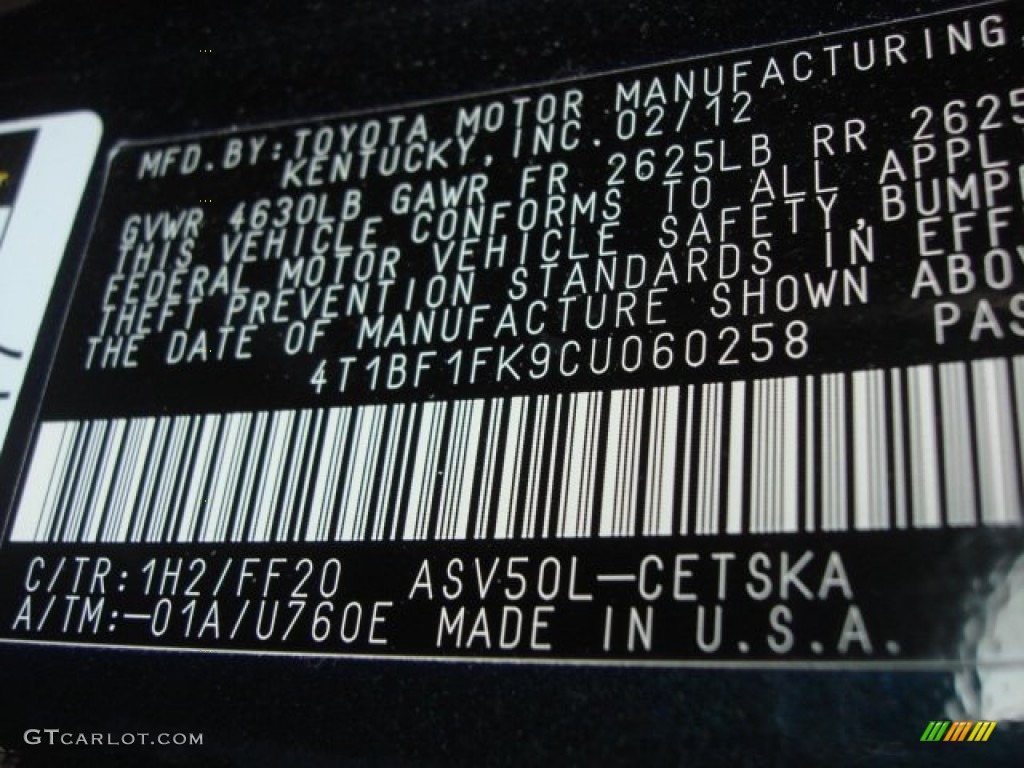 MFD.BY:TOYOTA MOTOR MANUFACTURING,
KENTUCKY,INC.02/12
GVWR 4630LB GAWR FR 2625LB RR 2625
THIS VEHICLE CONFORMS TO ALL APPL
FEDERAL MOTOR VEHICLE SAFETY,BUMPE
THEFT PREVENTION STANDARDS IN EFF
THE DATE OF MANUFACTURE SHOWN ABOV
4T1BF1FK9CU060258 PAS
C/TR:1H2/FF20 ASV50L-CETSKA
A/TM:-01A/U760E MADE IN U.S.A.
GTCARLOT.COM